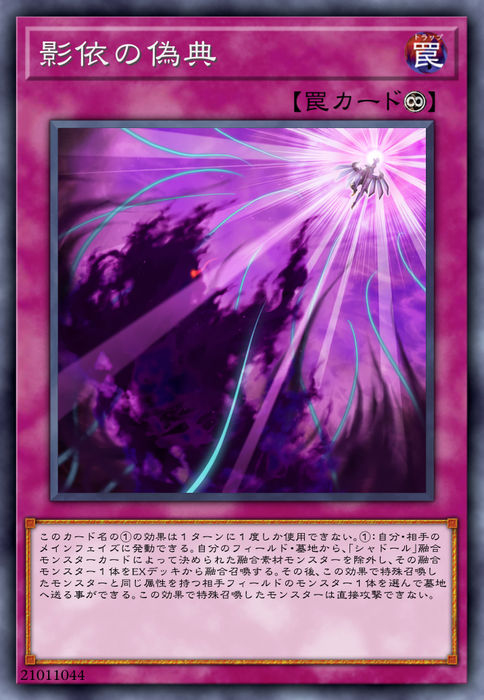 影依の偽典
トラップ
罠
【罠カード】
このカード名の①の効果は1ターンに1度しか使用できない。①:自分・相手の
メインフェイズに発動できる。自分のフィールド・墓地から、「シャドール」融合
モンスターカードによって決められた融合素材モンスターを除外し、その融合
モンスター1体をEXデッキから融合召喚する。その後、この効果で特殊召喚し
たモンスターと同じ属性を持つ相手フィールドのモンスター1体を選んで墓地
へ送る事ができる。この効果で特殊召喚したモンスターは直接攻撃できない。
21011044